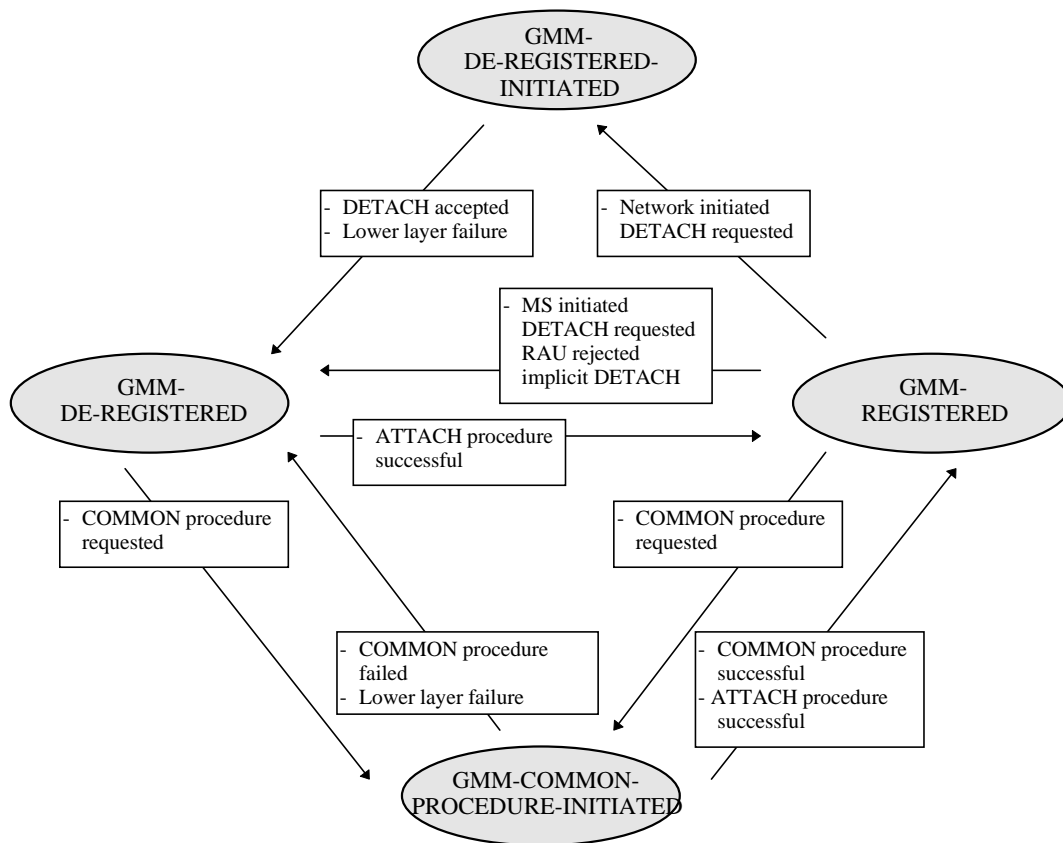 GMM-
DE-REGISTERED-
INITIATED
- DETACH accepted
- Lower layer failure
- Network initiated
DETACH requested
- MS initiated
DETACH requested
RAU rejected
implicit DETACH
GMM-
DE-REGISTERED
GMM-
REGISTERED
- ATTACH procedure
successful
- COMMON procedure
requested
- COMMON procedure
requested
- COMMON procedure
failed
- Lower layer failure
- COMMON procedure
successful
- ATTACH procedure
successful
GMM-COMMON-
PROCEDURE-INITIATED